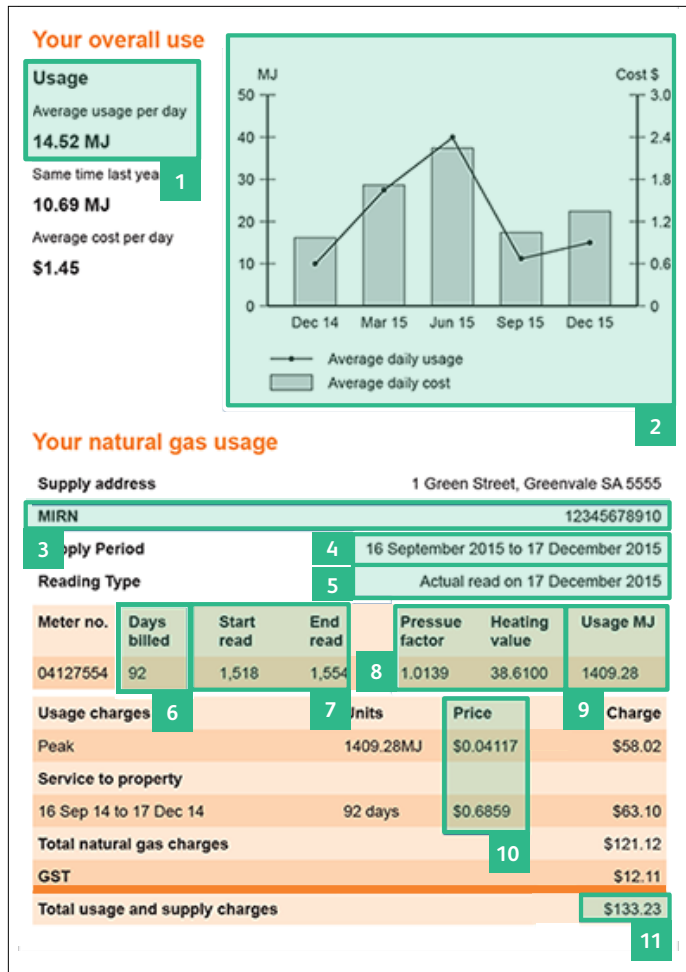 Your overall use
Usage
Average usage per day
14.52 MJ
1
Same time last yea
10.69 MJ
Average cost per day
$1.45
MJ Cost $
50 3.0
40 2.4
30 1.8
20 1.2
10 0.6
0 0
Dec 14 Mar 15 Jun 15 Sep 15 Dec 15
Average daily usage
Average daily cost
2
Your natural gas usage
Supply address 1 Green Street, Greenvale SA 5555
MIRN 12345678910
3 pply Period 4 16 September 2015 to 17 December 2015
Reading Type 5 Actual read on 17 December 2015
Meter no. Days billed Start read End read Pressue factor Heating value Usage MJ
04127554 92 1,518 1,554 8 1.0139 38.6100 1409.28
6 7 9
Usage charges Units Price Charge
Peak 1409.28MJ $0.04117 $58.02
Service to property
16 Sep 14 to 17 Dec 14 92 days $0.6859 $63.10
Total natural gas charges 10 $121.12
GST $12.11
Total usage and supply charges $133.23
11